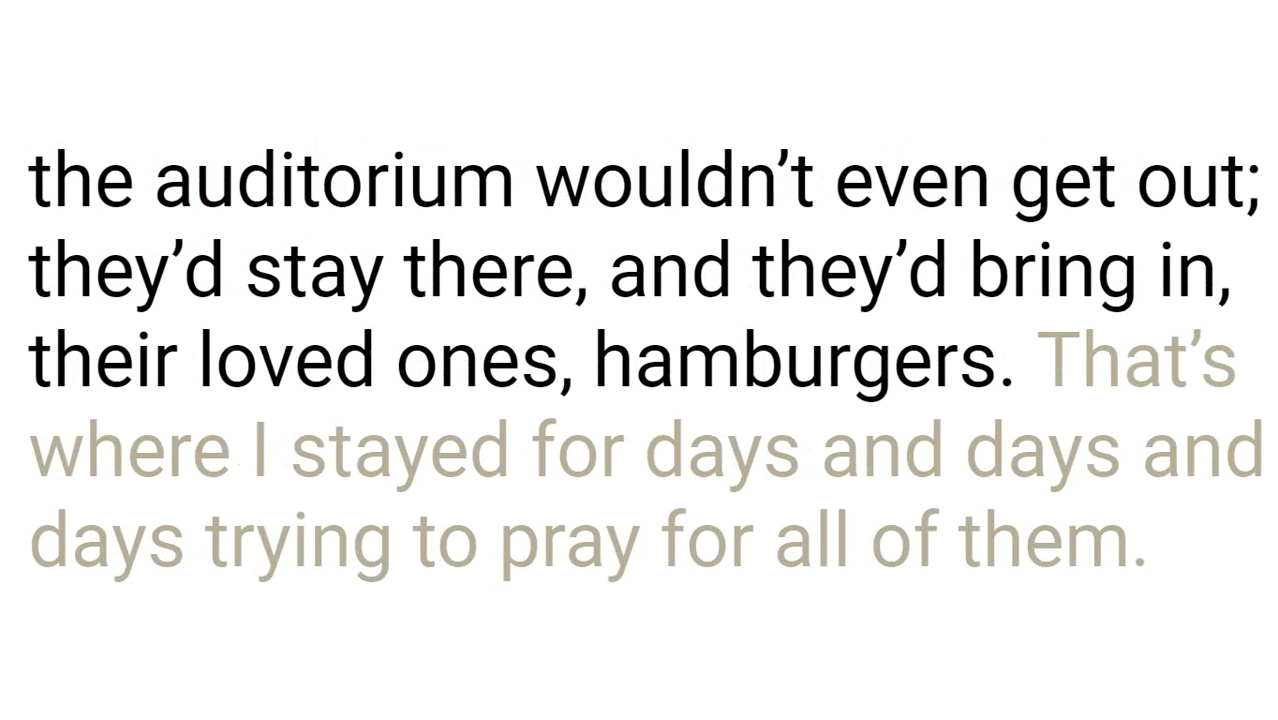 the auditorium wouldn’t even get out;
they’d stay there, and they’d bring in,
their loved ones, hamburgers. That’s
where I stayed for days and days and
days trying to pray for all of them.